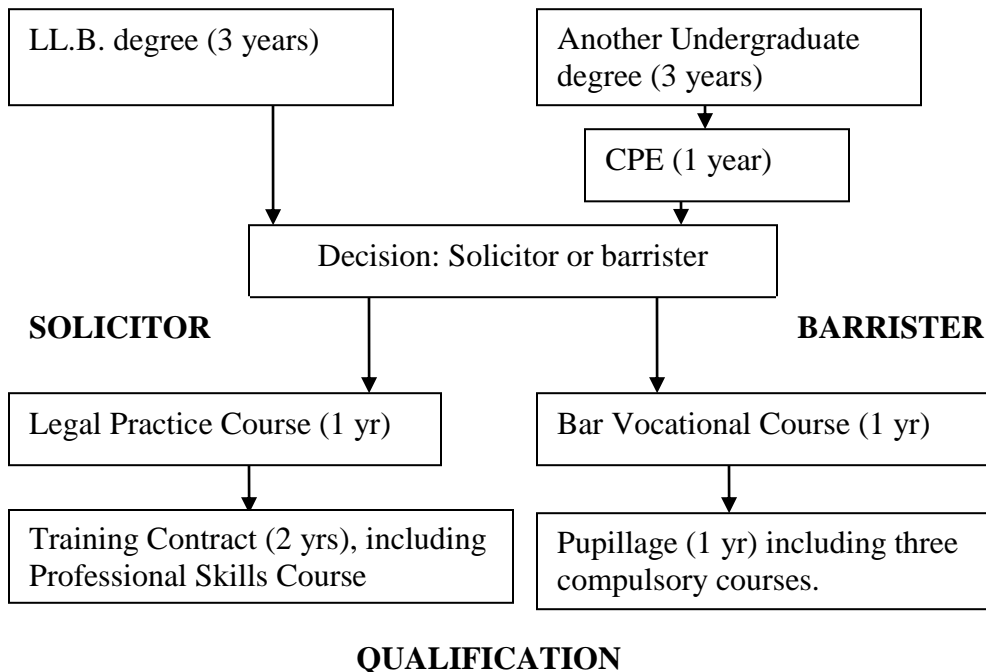 LL.B. degree (3 years)
Another Undergraduate
degree (3 years)
CPE (1 year)
Decision: Solicitor or barrister
SOLICITOR
BARRISTER
Legal Practice Course (1 yr)
Bar Vocational Course (1 yr)
Training Contract (2 yrs), including
Professional Skills Course
Pupillage (1 yr) including three
compulsory courses.
QUALIFICATION